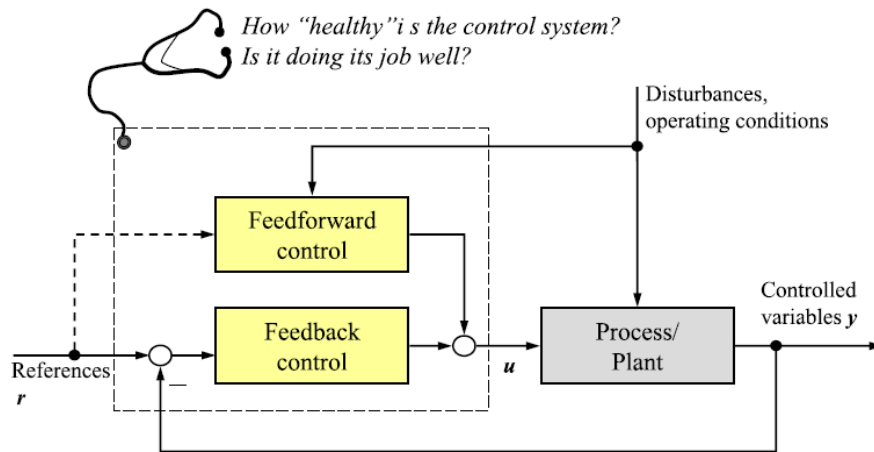 How “healthy”i s the control system?
Is it doing its job well?
Disturbances,
operating conditions
Feedforward
control
Feedback
control
Process/
Plant
Controlled
variables y
References
r
—
u